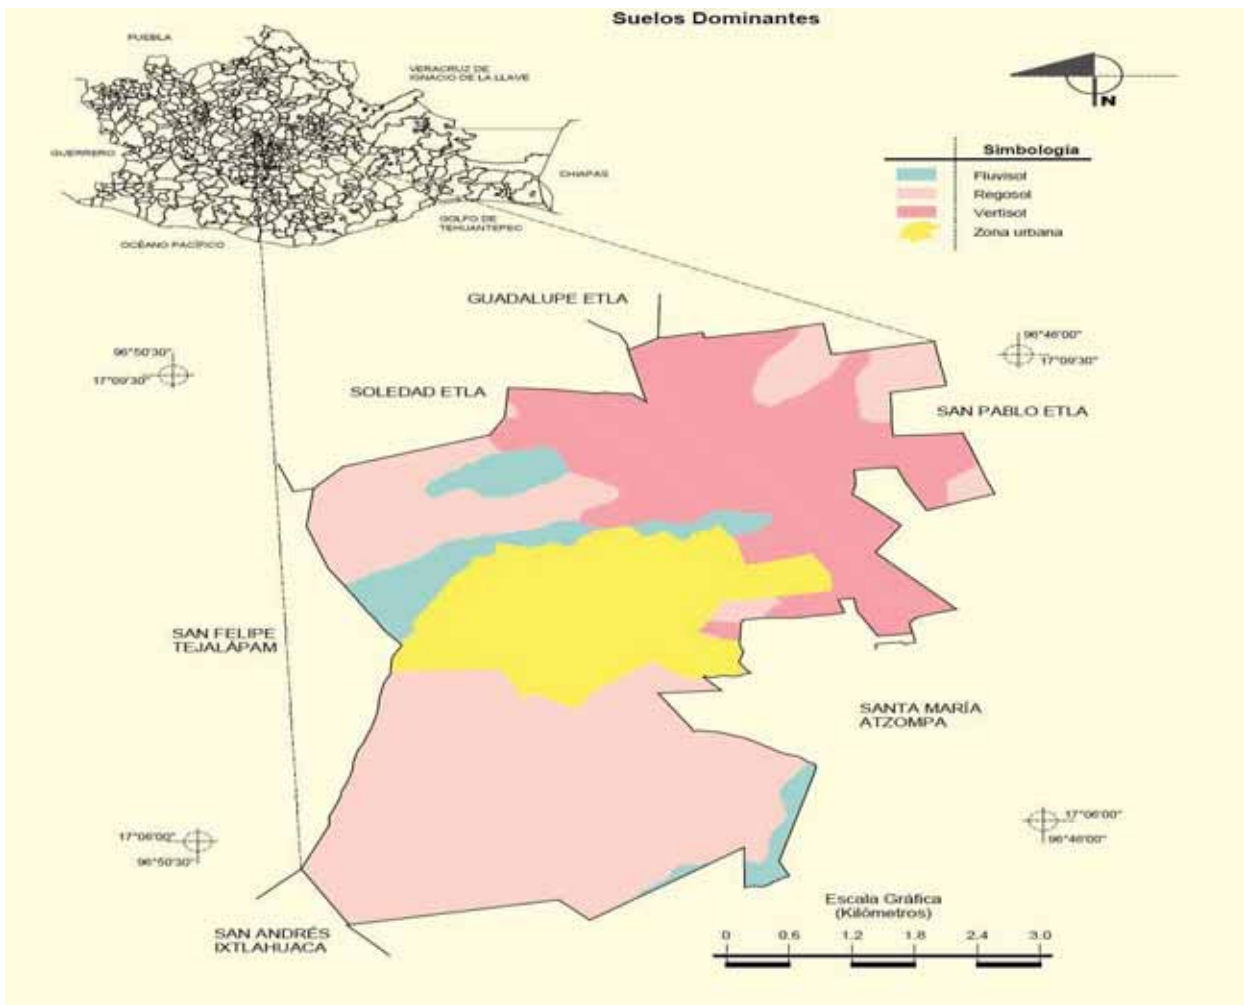 Suelos Dominantes
PUEBLA
VERACRUZ DE
IGNACIO DE LA LLAVE
GUERRERO
CHIAPAS
GOLFO DE
TEHUANTEPEC
OCÉANO PACÍFICO
N
Simbología
Fluvisol
Regosol
Vertisol
Zona urbana
GUADALUPE ETLA
96°50'30"
17°09'30"
96°46'00"
17°09'30"
SOLEDAD ETLA
SAN PABLO ETLA
SAN FELIPE
TEJALÁPAM
SANTA MARÍA
ATZOMPA
17°06'00"
96°50'30"
17°06'00"
96°46'00"
SAN ANDRÉS
IXTLAHUACA
Escala Gráfica
(Kilómetros)
0 0.6 1.2 1.8 2.4 3.0